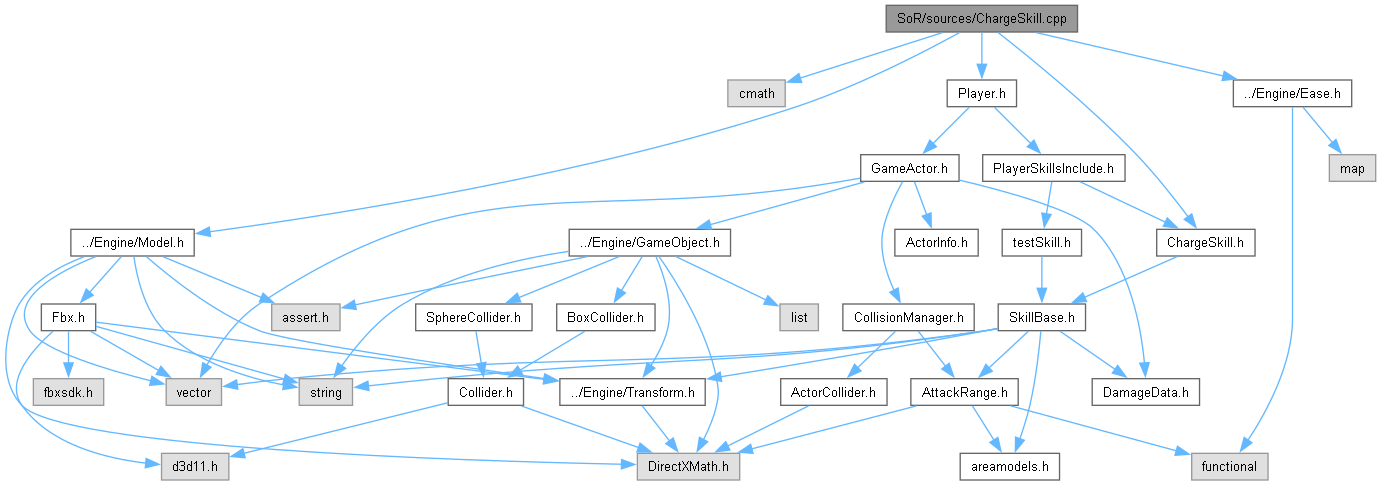 SoR/sources/ChargeSkill.cpp
cmath
Player.h
../Engine/Ease.h
GameActor.h
PlayerSkillsInclude.h
map
../Engine/Model.h
../Engine/GameObject.h
ActorInfo.h
testSkill.h
ChargeSkill.h
Fbx.h
assert.h
SphereCollider.h
BoxCollider.h
list
CollisionManager.h
SkillBase.h
fbxsdk.h
vector
string
Collider.h
../Engine/Transform.h
ActorCollider.h
AttackRange.h
DamageData.h
d3d11.h
DirectXMath.h
areamodels.h
functional